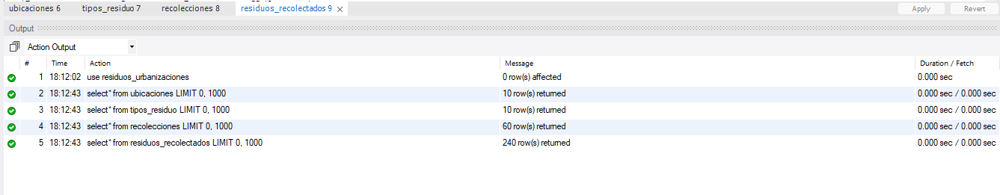 ubicaciones 6 tipos_residuo 7 recolecciones 8 residuos_recolectados 9 Apply Revert
Output
Action Output
# Time Action Message Duration / Fetch
1 18:12:02 use residuos_urbanizaciones 0 row(s) affected 0.000 sec
2 18:12:43 select* from ubicaciones LIMIT 0, 1000 10 row(s) returned 0.000 sec / 0.000 sec
3 18:12:43 select* from tipos_residuo LIMIT 0, 1000 10 row(s) returned 0.000 sec / 0.000 sec
4 18:12:43 select* from recolecciones LIMIT 0, 1000 60 row(s) returned 0.000 sec / 0.000 sec
5 18:12:43 select* from residuos_recolectados LIMIT 0, 1000 240 row(s) returned 0.000 sec / 0.000 sec